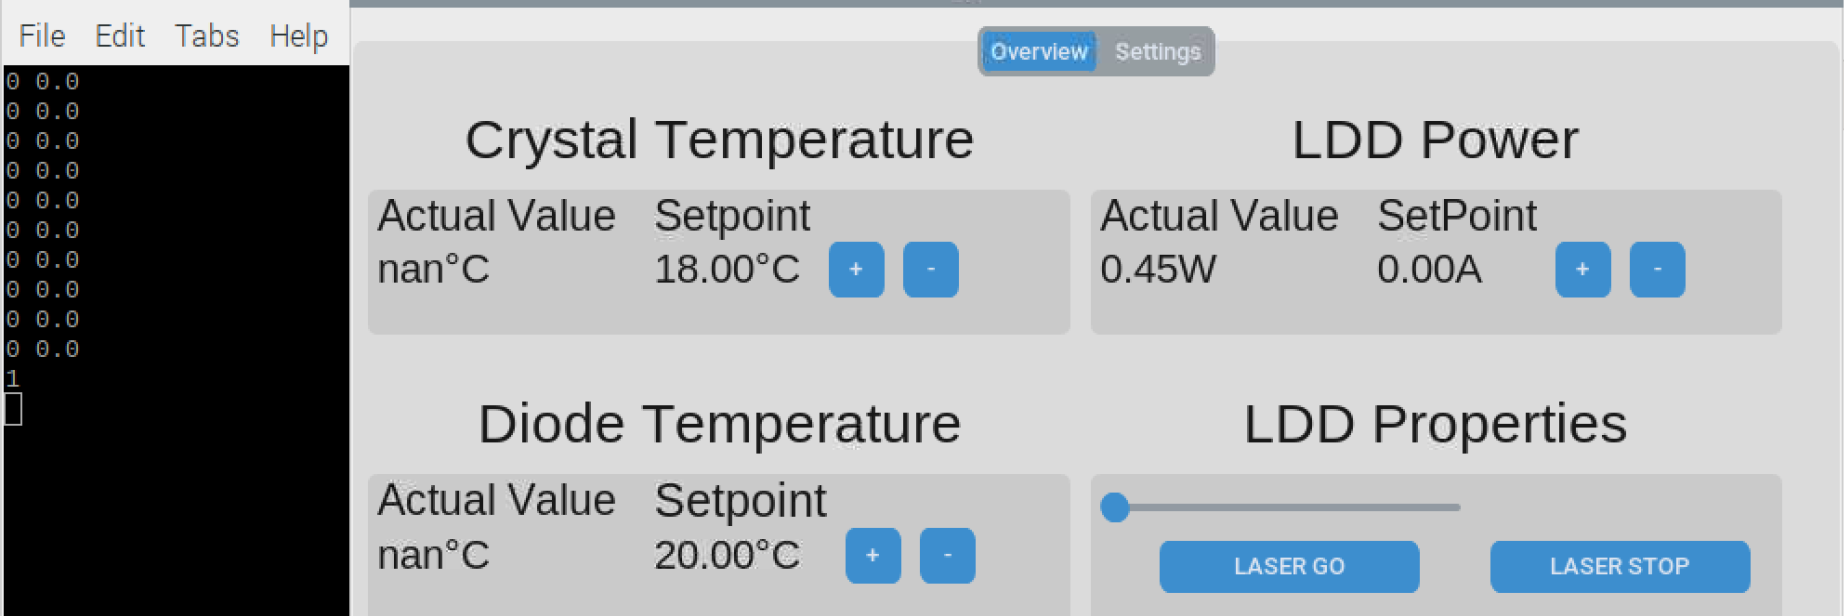 File Edit Tabs Help
0 0.0
0 0.0
0 0.0
0 0.0
0 0.0
0 0.0
0 0.0
0 0.0
0 0.0
0 0.0
1
Overview Settings
Crystal Temperature
Actual Value Setpoint
nan°C 18.00°C + -
LDD Power
Actual Value SetPoint
0.45W 0.00A + -
Diode Temperature
Actual Value Setpoint
nan°C 20.00°C + -
LDD Properties
LASER GO LASER STOP